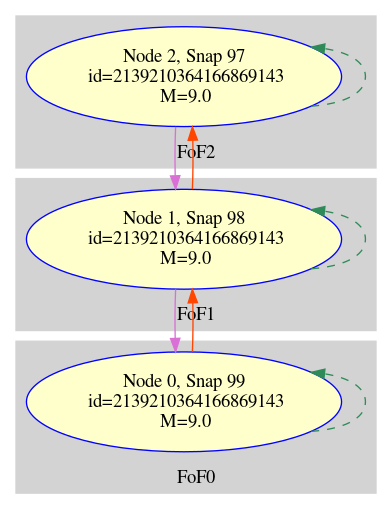 Node 2, Snap 97
id=2139210364166869143
M=9.0
FoF2
Node 1, Snap 98
id=2139210364166869143
M=9.0
FoF1
Node 0, Snap 99
id=2139210364166869143
M=9.0
FoF0